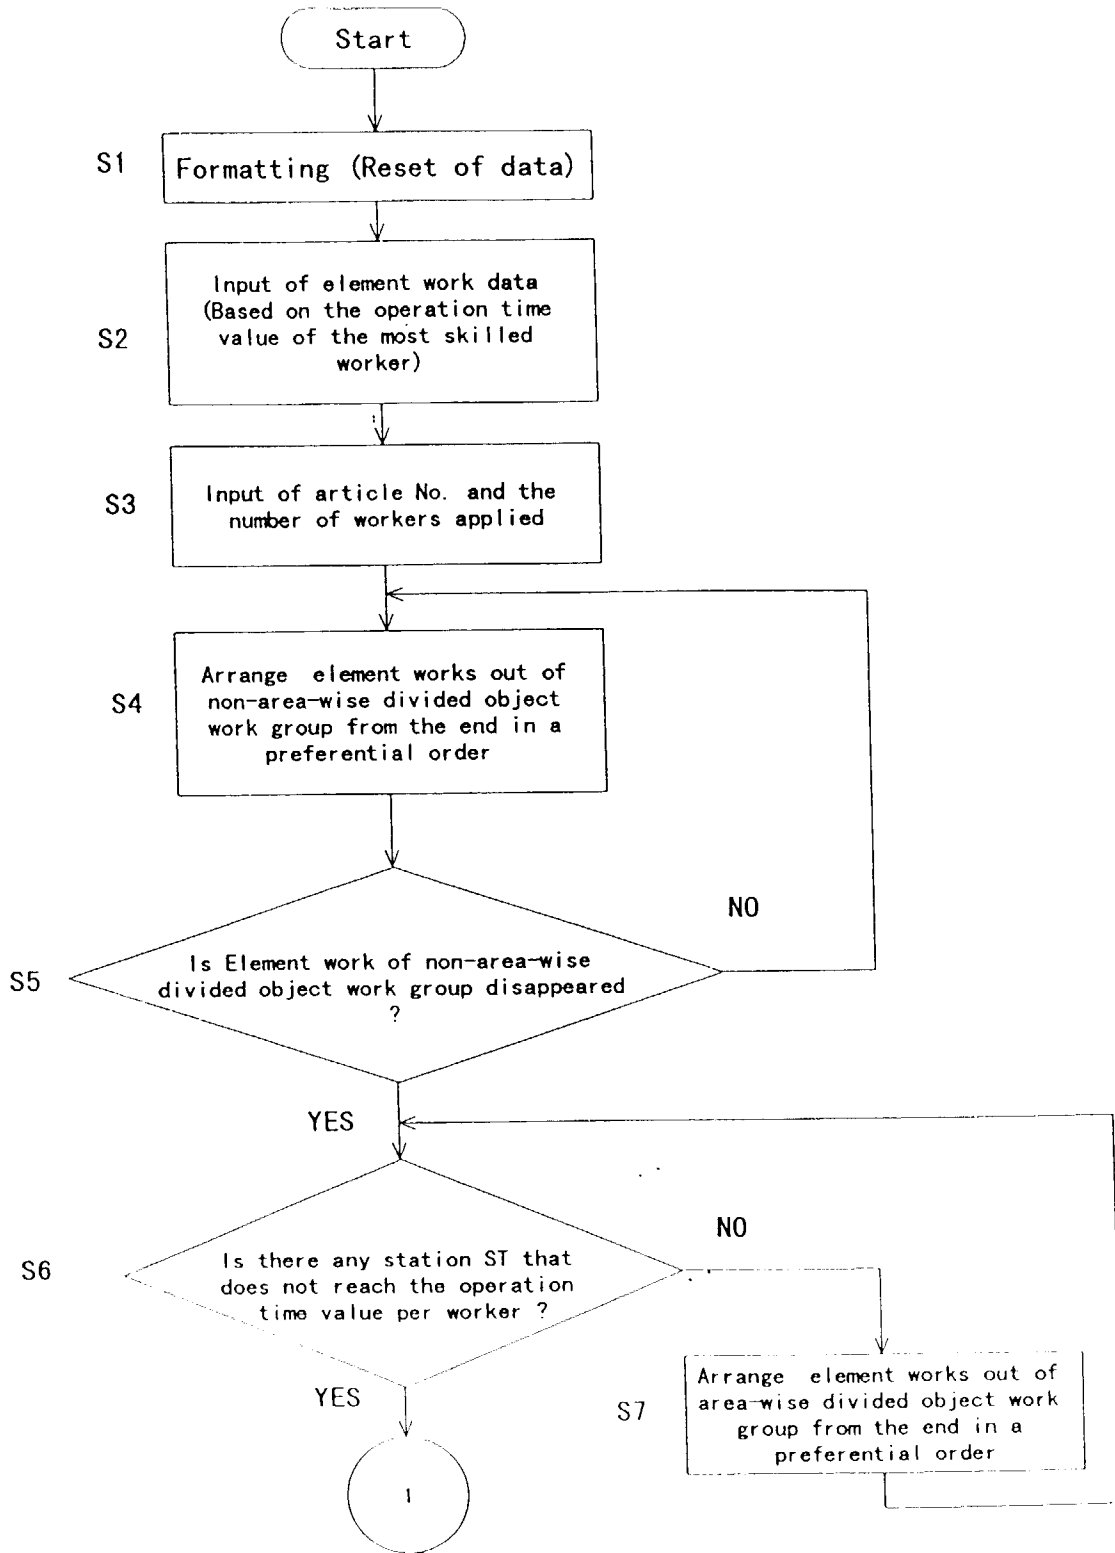 Start
S1
Formatting (Reset of data)
S2
Input of element work data
(Based on the operation time
value of the most skilled
worker)
S3
Input of article No. and the
number of workers applied
S4
Arrange element works out of
non-area-wise divided object
work group from the end in a
preferential order
NO
S5
Is Element work of non-area-wise
divided object work group disappeared
?
YES
NO
S6
Is there any station ST that
does not reach the operation
time value per worker ?
YES
S7
Arrange element works out of
area-wise divided object work
group from the end in a
preferential order
1